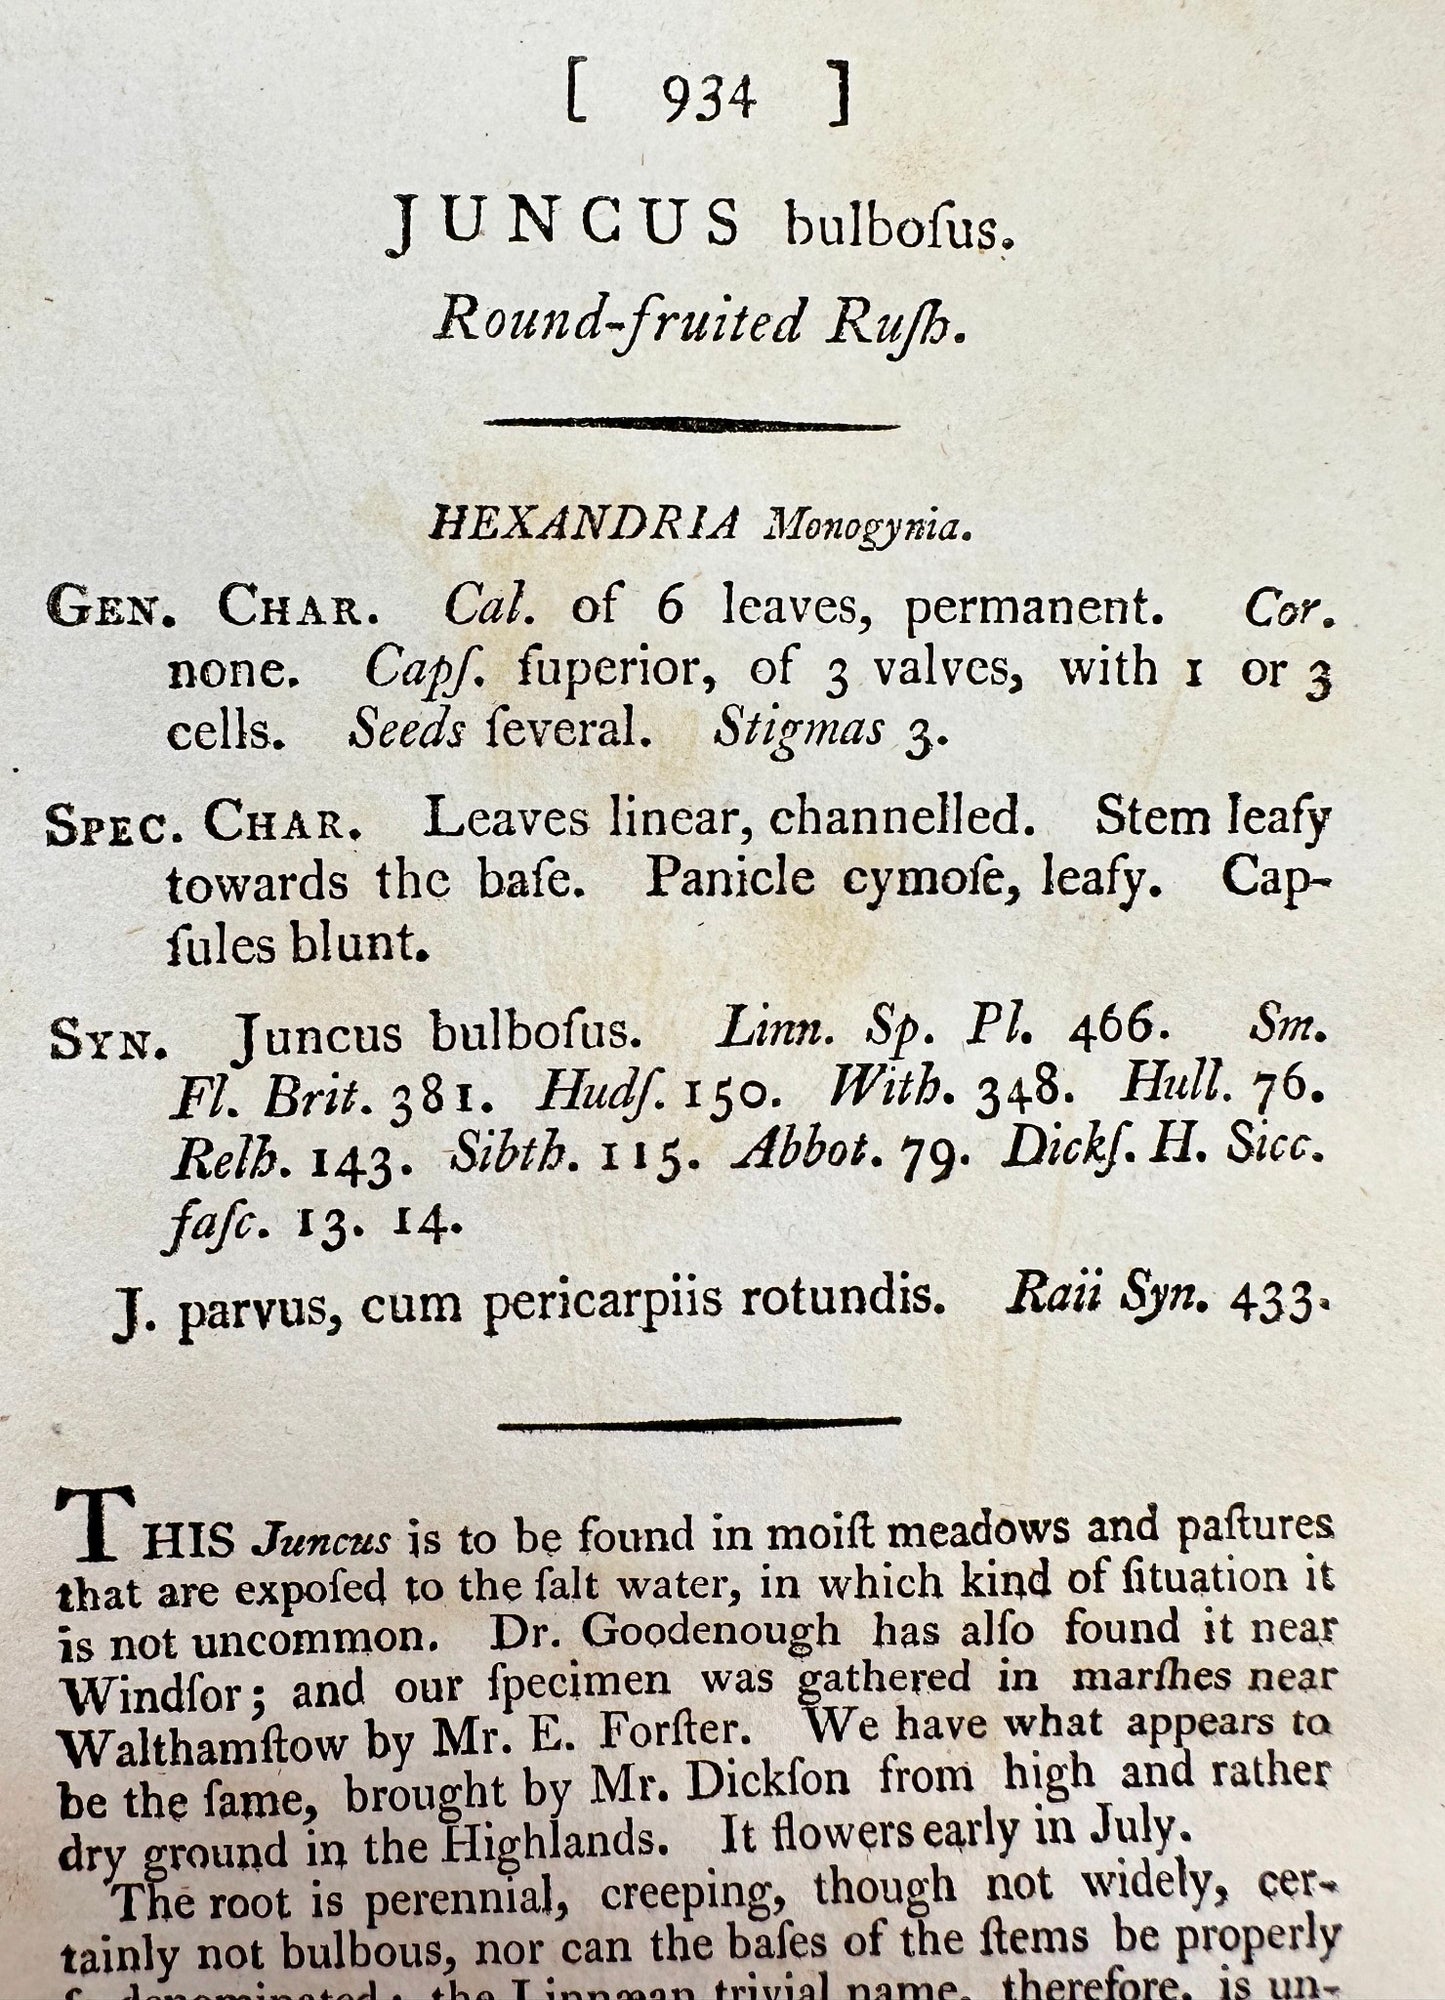 [ 934 ]
JUNCUS bulboſus.
Round-fruited Ruſh.
HEXANDRIA Monogynia.
GEN. CHAR. Cal. of 6 leaves, permanent. Cor.
none. Capſ. ſuperior, of 3 valves, with 1 or 3
cells. Seeds ſeveral. Stigmas 3.
SPEC. CHAR. Leaves linear, channelled. Stem leafy
towards the baſe. Panicle cymoſe, leafy. Cap-
ſules blunt.
SYN. Juncus bulboſus. Linn. Sp. Pl. 466. Sm.
Fl. Brit. 381. Hudſ. 150. With. 348. Hull. 76.
Relh. 143. Sibth. 115. Abbot. 79. Dickſ. H. Sicc.
faſc. 13. 14.
J. parvus, cum pericarpiis rotundis. Raii Syn. 433.
THIS Juncus is to be found in moiſt meadows and paſtures
that are expoſed to the ſalt water, in which kind of ſituation it
is not uncommon. Dr. Goodenough has alſo found it near
Windſor; and our ſpecimen was gathered in marſhes near
Walthamſtow by Mr. E. Forſter. We have what appears to
be the ſame, brought by Mr. Dickſon from high and rather
dry ground in the Highlands. It flowers early in July.
The root is perennial, creeping, though not widely, cer-
tainly not bulbous, nor can the baſes of the ſtems be properly
ſo denominated; the Linnæan trivial name, therefore, is un-